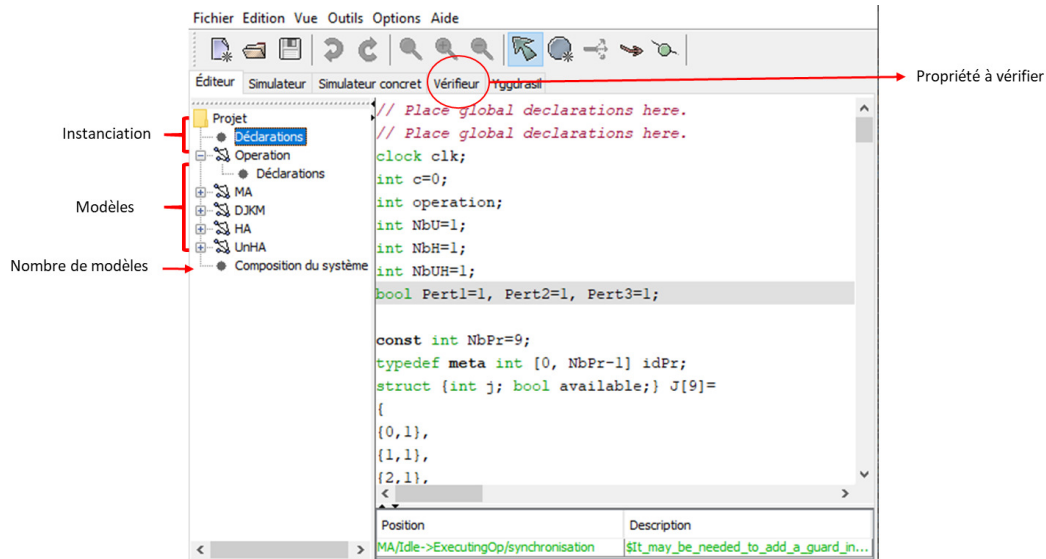 Fichier Edition Vue Outils Options Aide
Éditeur Simulateur Simulateur concret Vérifieur Yggdrasil
Propriété à vérifier
Instanciation
Modèles
Nombre de modèles
Projet
Déclarations
Operation
Déclarations
MA
DJKM
HA
UnHA
Composition du système
// Place global declarations here.
// Place global declarations here.
clock clk;
int c=0;
int operation;
int NbU=1;
int NbH=1;
int NbUH=1;
bool Pert1=1, Pert2=1, Pert3=1;
const int NbPr=9;
typedef meta int [0, NbPr-1] idPr;
struct {int j; bool available;} J[9]=
{
{0,1},
{1,1},
{2,1},
Position Description
MA/Idle->ExecutingOp/synchronisation $It_may_be_needed_to_add_a_guard_in...